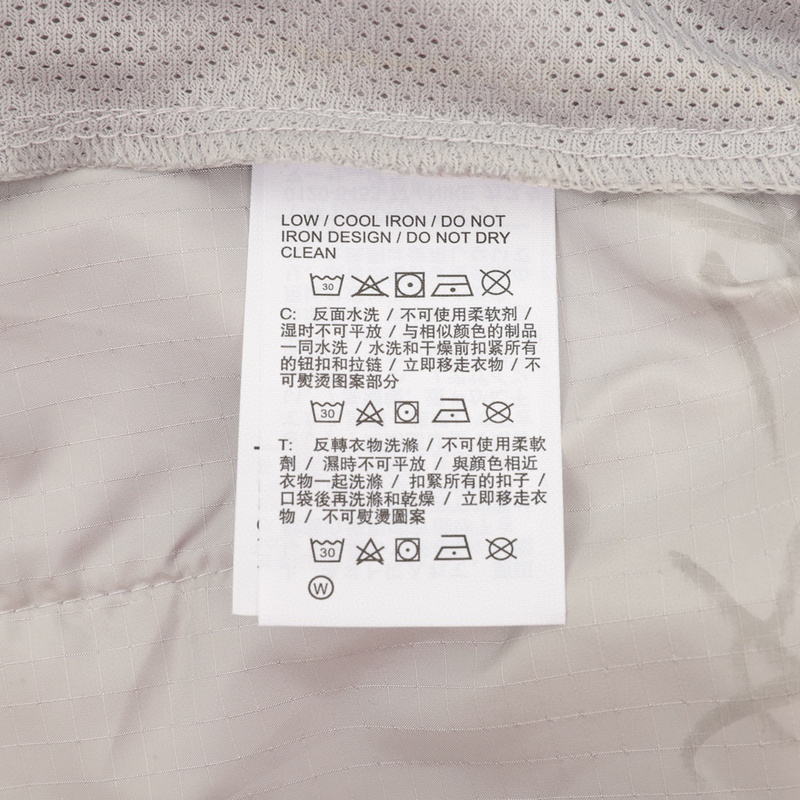 LOW / COOL IRON / DO NOT
IRON DESIGN / DO NOT DRY
CLEAN
30
C: 反面水洗 / 不可使用柔软剂 /
湿时不可平放 / 与相似颜色的制品
一同水洗 / 水洗和干燥前扣紧所有
的钮扣和拉链 / 立即移走衣物 / 不
可熨烫图案部分
30
T: 反轉衣物洗滌 / 不可使用柔軟
劑 / 濕時不可平放 / 與顏色相近
衣物一起洗滌 / 扣緊所有的扣子 /
口袋後再洗滌和乾燥 / 立即移走衣
物 / 不可熨燙圖案
30
W